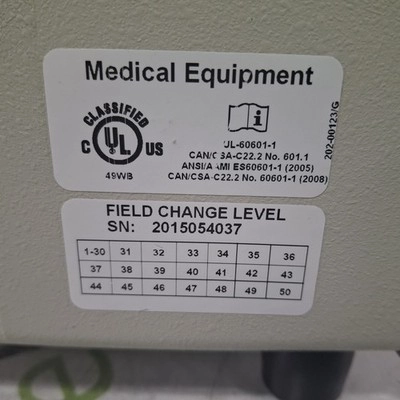 Medical Equipment
CLASSIFIED
C UL US
49WB
UL-60601-1
CAN/CSA-C22.2 No. 601.1
ANSI/AAMI ES60601-1 (2005)
CAN/CSA-C22.2 No. 60601-1 (2008)
202-00123/G
FIELD CHANGE LEVEL
SN: 2015054037
1-30 31 32 33 34 35 36
37 38 39 40 41 42 43
44 45 46 47 48 49 50
e